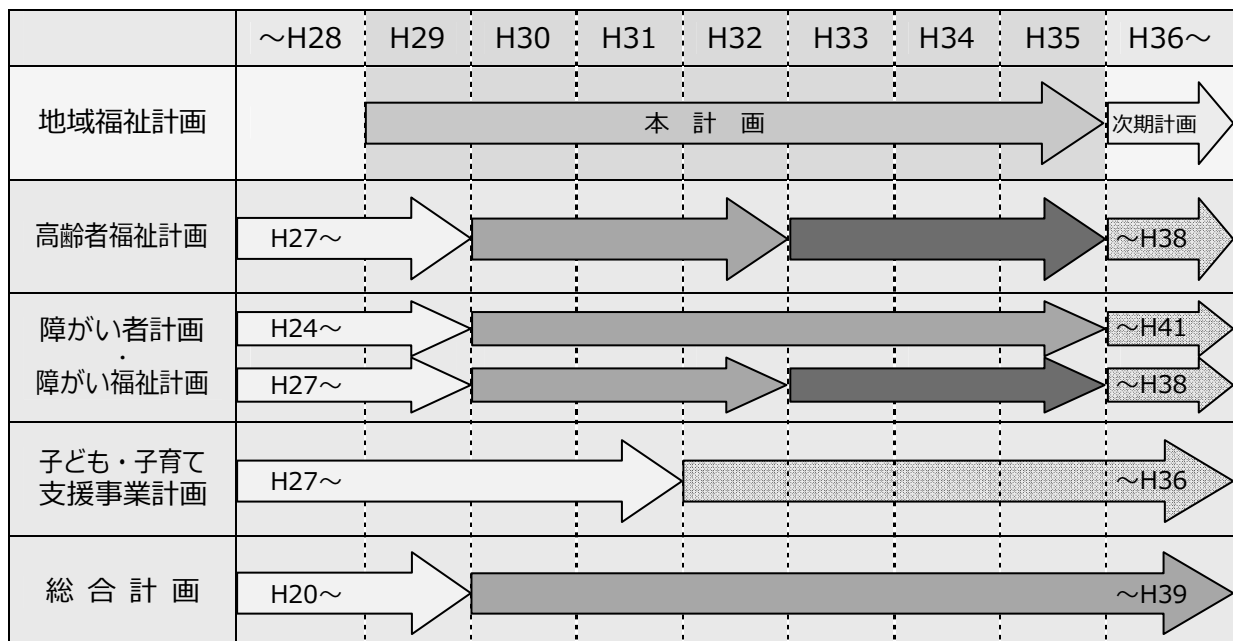 ～H28 H29 H30 H31 H32 H33 H34 H35 H36～
地域福祉計画 本 計 画 次期計画
高齢者福祉計画 H27～ ～H38
障がい者計画 H24～ ～H41
・
障がい福祉計画 H27～ ～H38
子ども・子育て
支援事業計画 H27～ ～H36
総 合 計 画 H20～ ～H39